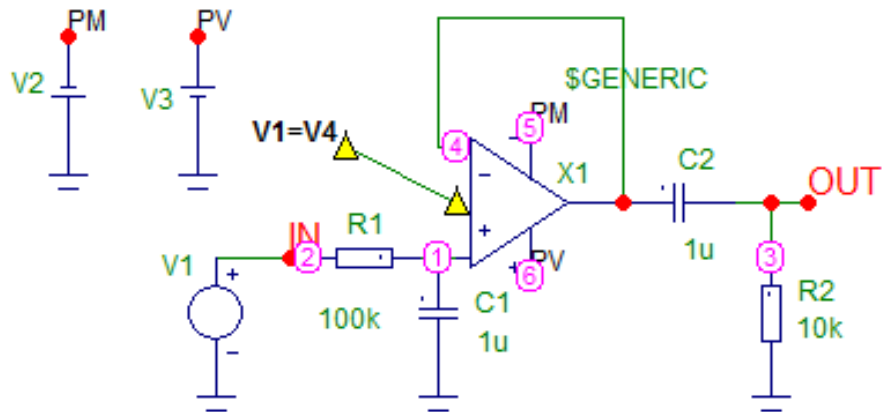 PM
PV
V2
V3
$GENERIC
V1=V4
4
5
PM
X1
C2
OUT
IN
R1
2
1
V1
100k
C1
1u
6
PV
1u
3
R2
10k